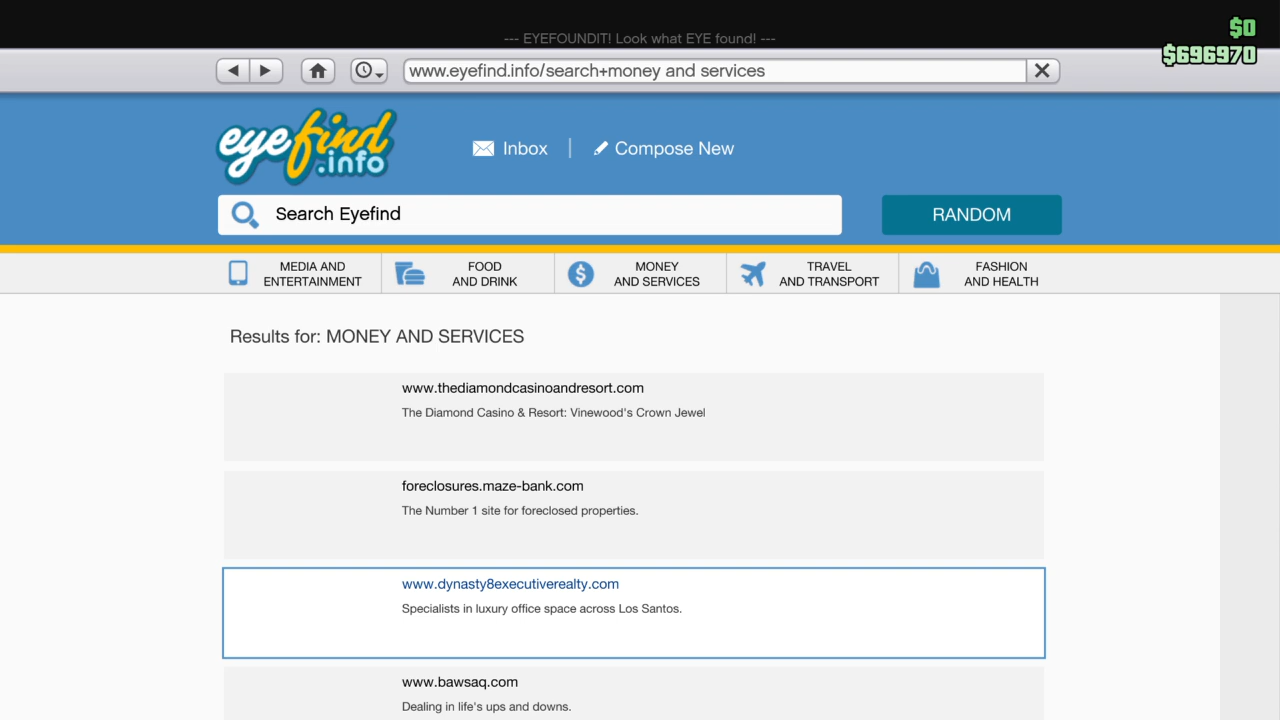 --- EYEFOUNDIT! Look what EYE found! ---
$0
$696970
www.eyefind.info/search+money and services
eyefind
.info
Inbox
Compose New
Search Eyefind
RANDOM
MEDIA AND
ENTERTAINMENT
FOOD
AND DRINK
MONEY
AND SERVICES
TRAVEL
AND TRANSPORT
FASHION
AND HEALTH
Results for: MONEY AND SERVICES
www.thediamondcasinoandresort.com
The Diamond Casino & Resort: Vinewood's Crown Jewel
foreclosures.maze-bank.com
The Number 1 site for foreclosed properties.
www.dynasty8executiverealty.com
Specialists in luxury office space across Los Santos.
www.bawsaq.com
Dealing in life's ups and downs.